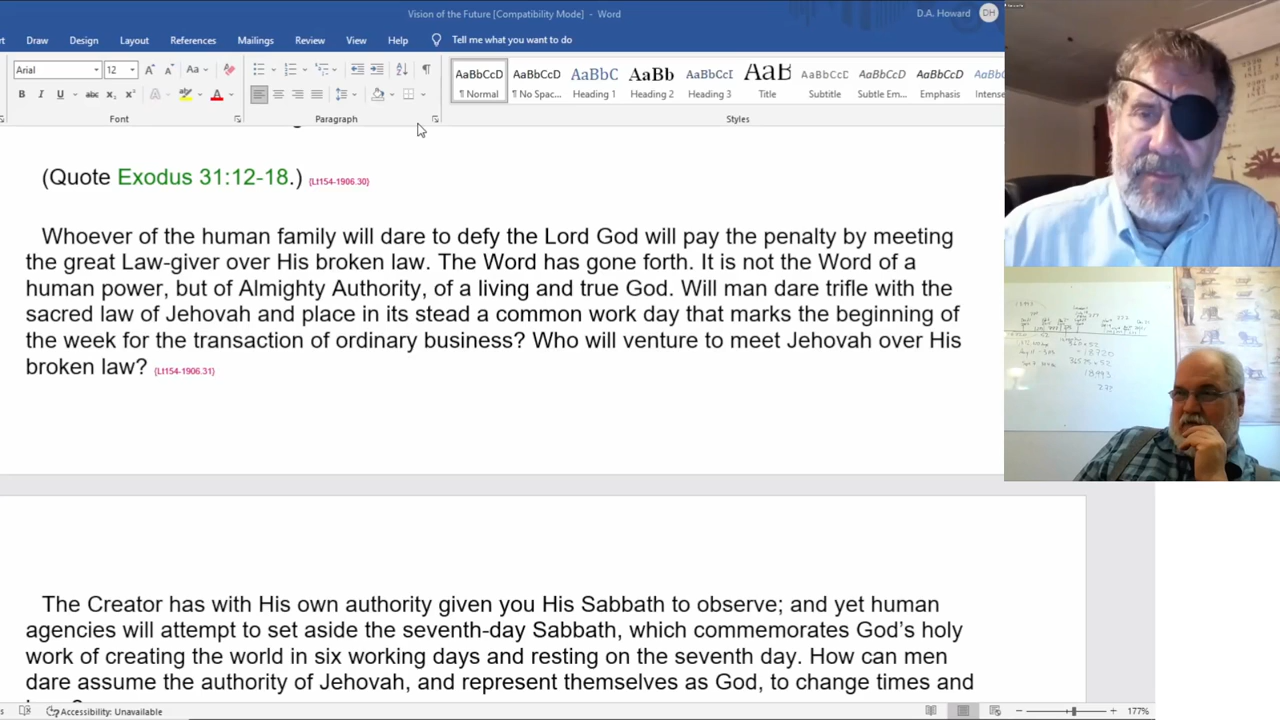 Vision of the Future [Compatibility Mode] - Word
D.A. Howard DH
Draw Design Layout References Mailings Review View Help Tell me what you want to do
Arial 12 Aa
B I U abc x₂ x² A A
AaBbCcD AaBbCcD AaBbC AaBb AaBbCcI AaB AaBbCcD AaBbCcD AaBbCcD AaBbC
¶ Normal ¶ No Spac... Heading 1 Heading 2 Heading 3 Title Subtitle Subtle Em... Emphasis Intense
Font Paragraph Styles
(Quote Exodus 31:12-18.) {Lt154-1906.30}
Whoever of the human family will dare to defy the Lord God will pay the penalty by meeting
the great Law-giver over His broken law. The Word has gone forth. It is not the Word of a
human power, but of Almighty Authority, of a living and true God. Will man dare trifle with the
sacred law of Jehovah and place in its stead a common work day that marks the beginning of
the week for the transaction of ordinary business? Who will venture to meet Jehovah over His
broken law? {Lt154-1906.31}
The Creator has with His own authority given you His Sabbath to observe; and yet human
agencies will attempt to set aside the seventh-day Sabbath, which commemorates God’s holy
work of creating the world in six working days and resting on the seventh day. How can men
dare assume the authority of Jehovah, and represent themselves as God, to change times and
Accessibility: Unavailable
177%